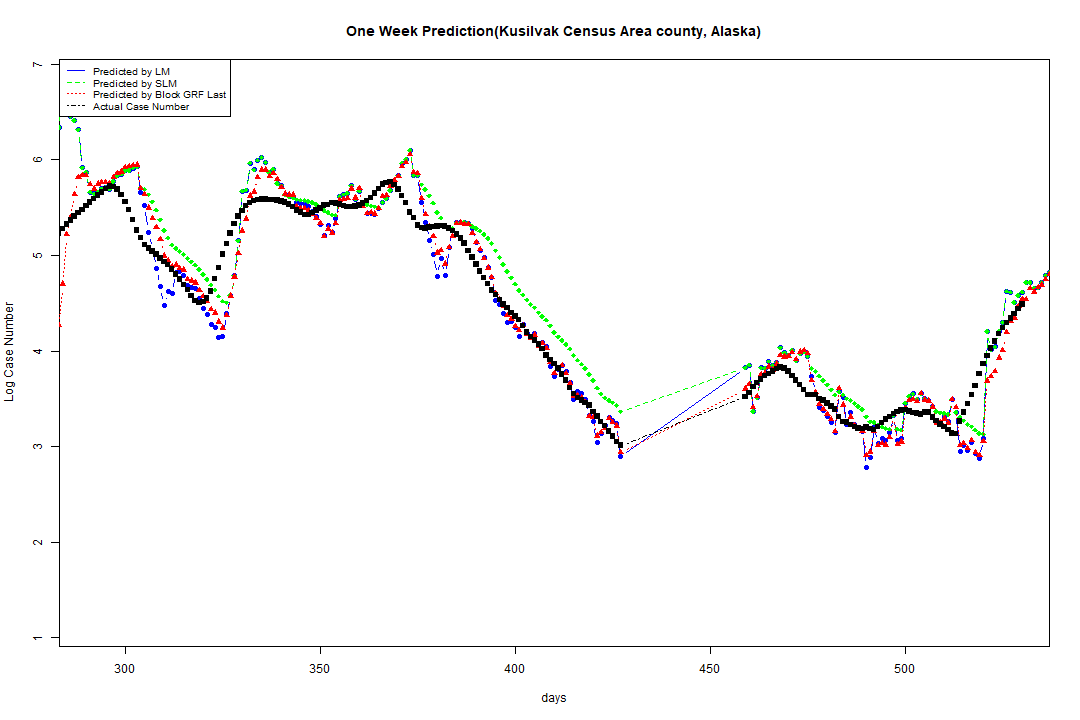 One Week Prediction(Kusilvak Census Area county, Alaska)
Predicted by LM
Predicted by SLM
Predicted by Block GRF Last
Actual Case Number
Log Case Number
7
6
5
4
3
2
1
300 350 400 450 500
days